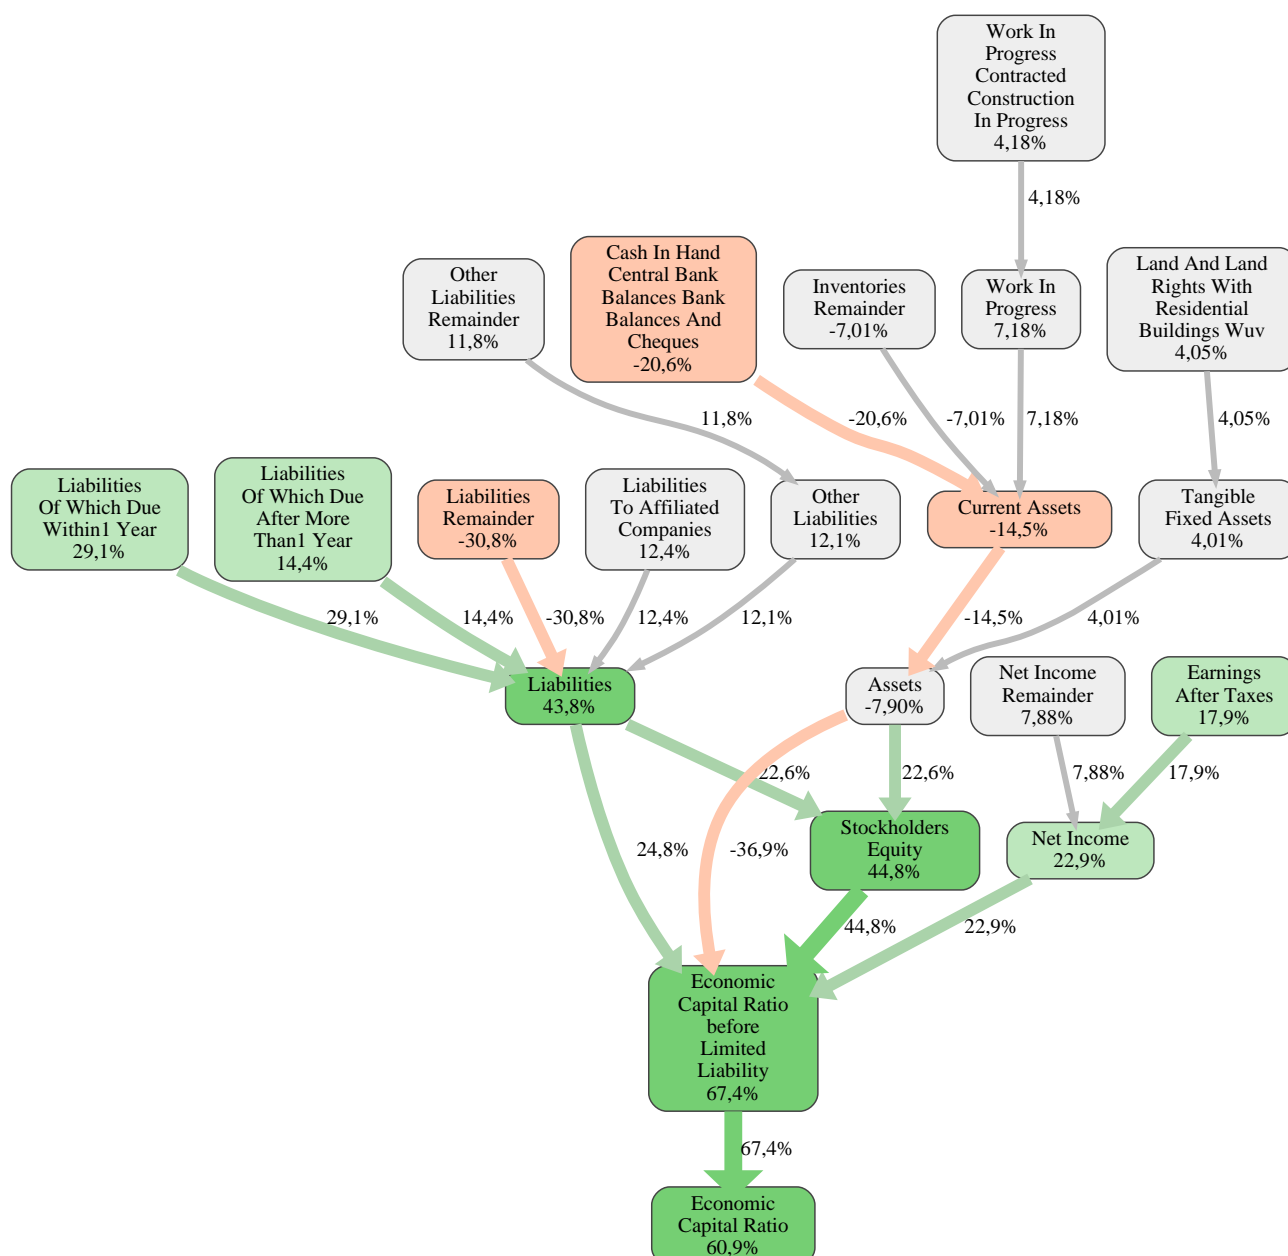 Work In
Progress
Contracted
Construction
In Progress
4,18%
4,18%
Other
Liabilities
Remainder
11,8%
Cash In Hand
Central Bank
Balances Bank
Balances And
Cheques
-20,6%
Inventories
Remainder
-7,01%
Work In
Progress
7,18%
Land And Land
Rights With
Residential
Buildings Wuv
4,05%
11,8%
-20,6%
-7,01%
7,18%
4,05%
Liabilities
Of Which Due
Within1 Year
29,1%
Liabilities
Of Which Due
After More
Than1 Year
14,4%
Liabilities
Remainder
-30,8%
Liabilities
To Affiliated
Companies
12,4%
Other
Liabilities
12,1%
Current Assets
-14,5%
Tangible
Fixed Assets
4,01%
29,1%
14,4%
-30,8%
12,4%
12,1%
-14,5%
4,01%
Liabilities
43,8%
Assets
-7,90%
Net Income
Remainder
7,88%
Earnings
After Taxes
17,9%
22,6%
22,6%
7,88%
17,9%
Stockholders
Equity
44,8%
Net Income
22,9%
24,8%
-36,9%
44,8%
22,9%
Economic
Capital Ratio
before
Limited
Liability
67,4%
67,4%
Economic
Capital Ratio
60,9%